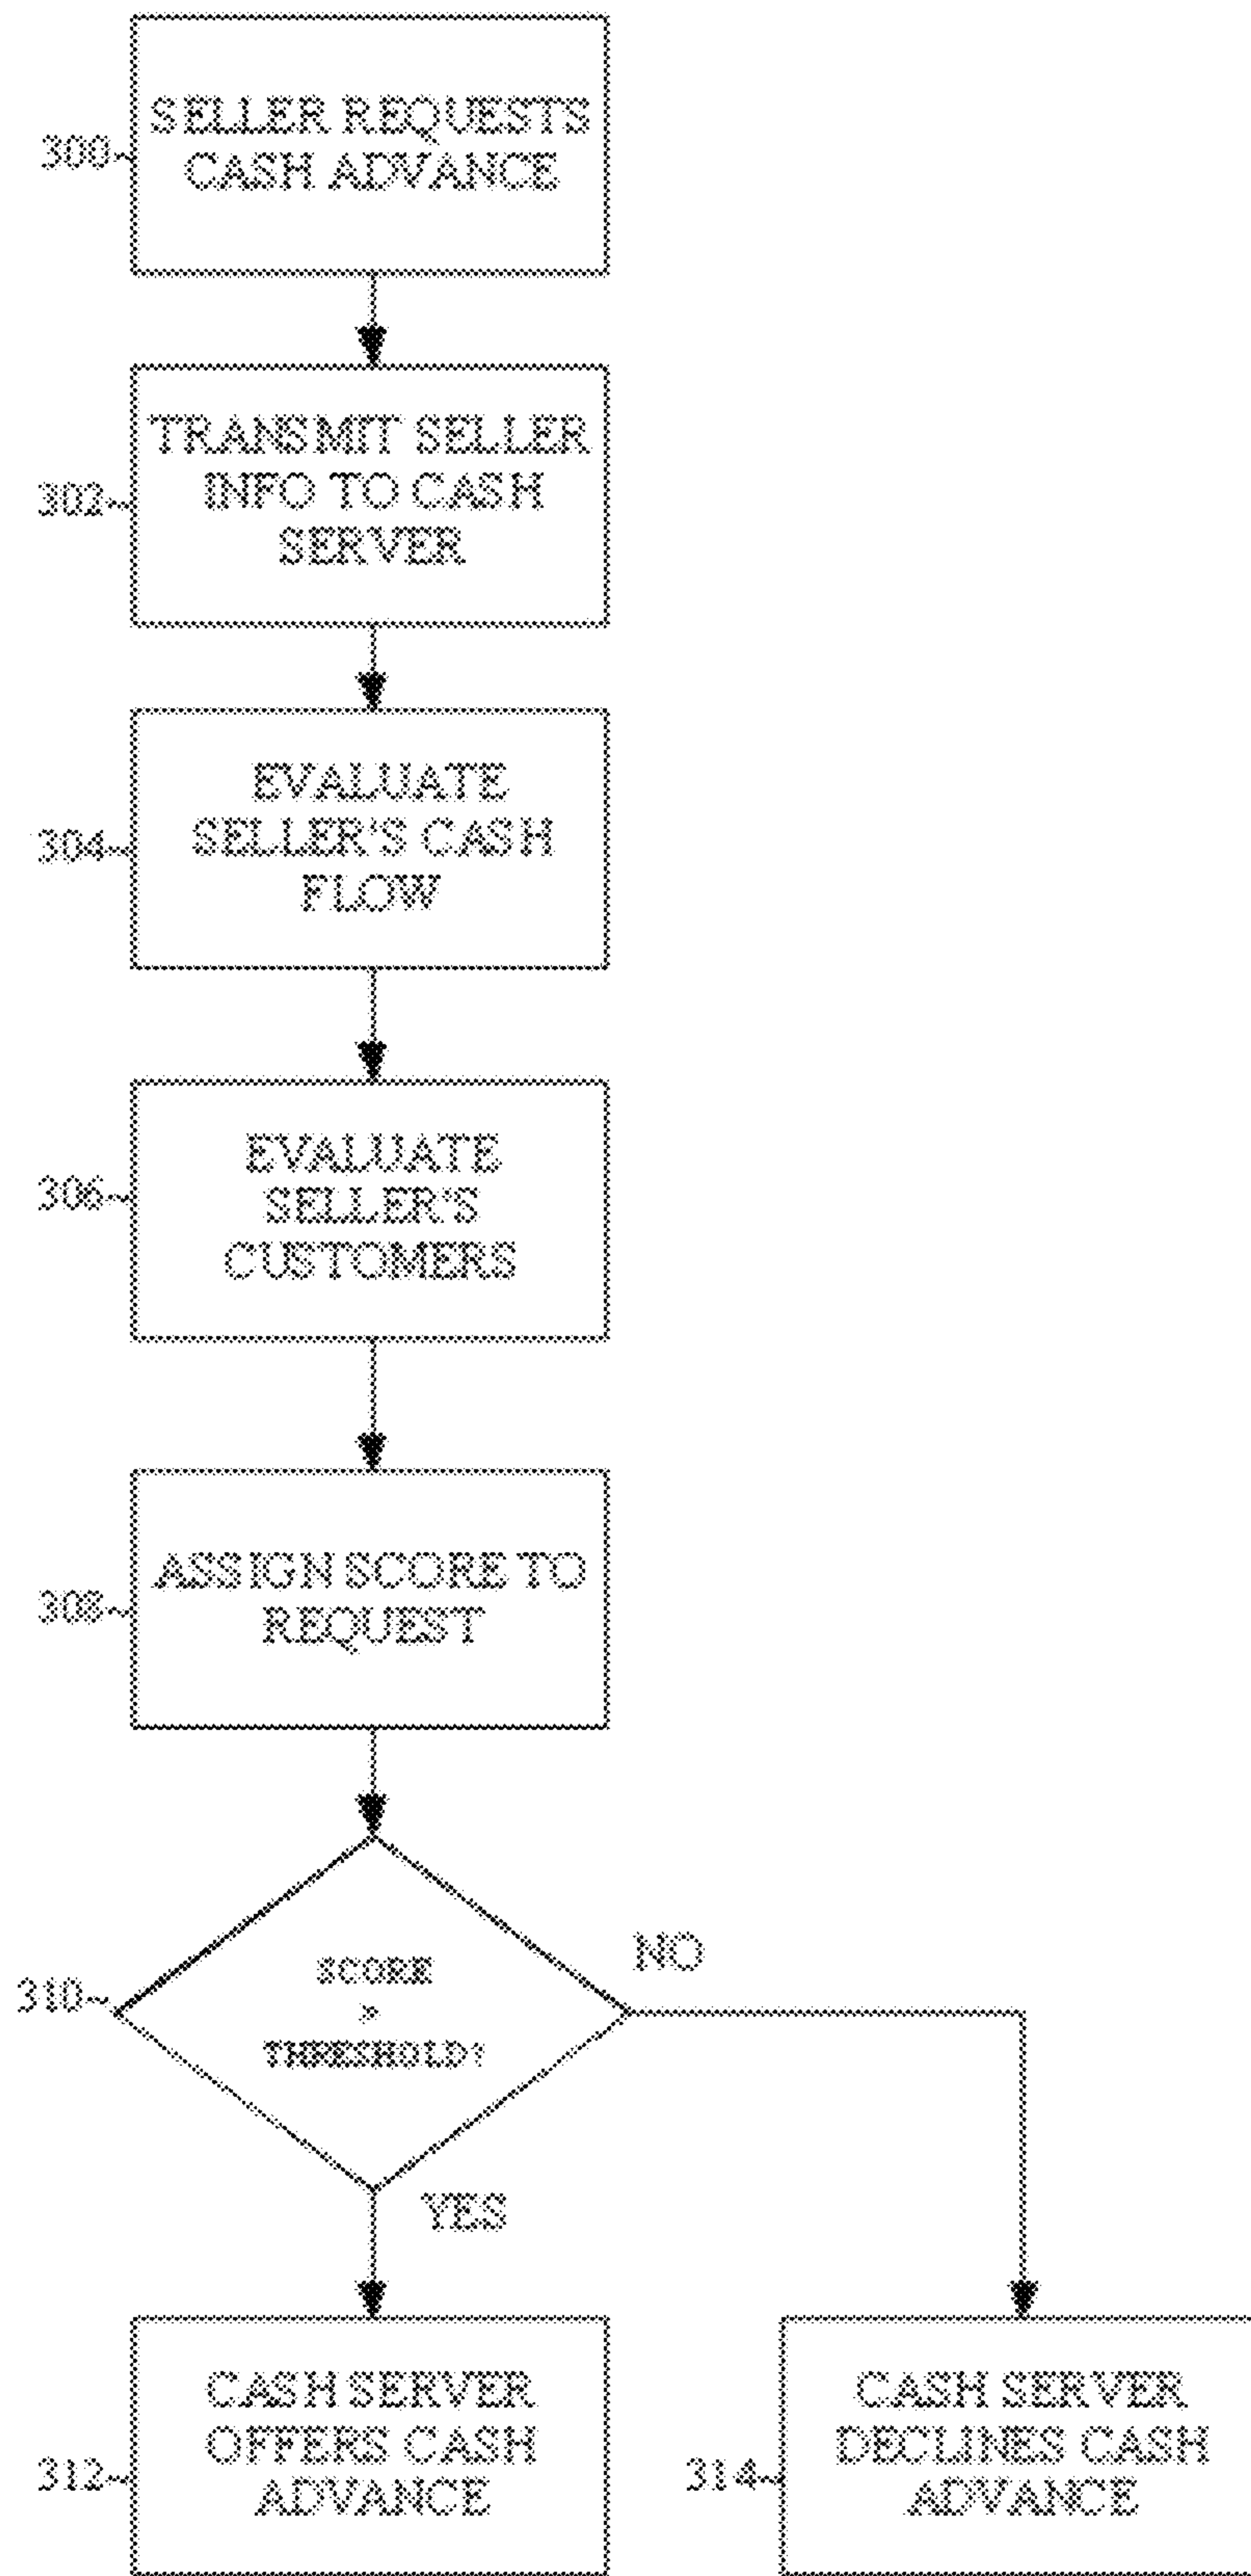 300
SELLER REQUESTS
CASH ADVANCE
302
TRANSMIT SELLER
INFO TO CASH
SERVER
304
EVALUATE
SELLER'S CASH
FLOW
306
EVALUATE
SELLER'S
CUSTOMERS
308
ASSIGN SCORE TO
REQUEST
310
SCORE
>
THRESHOLD?
NO
YES
312
CASH SERVER
OFFERS CASH
ADVANCE
314
CASH SERVER
DECLINES CASH
ADVANCE